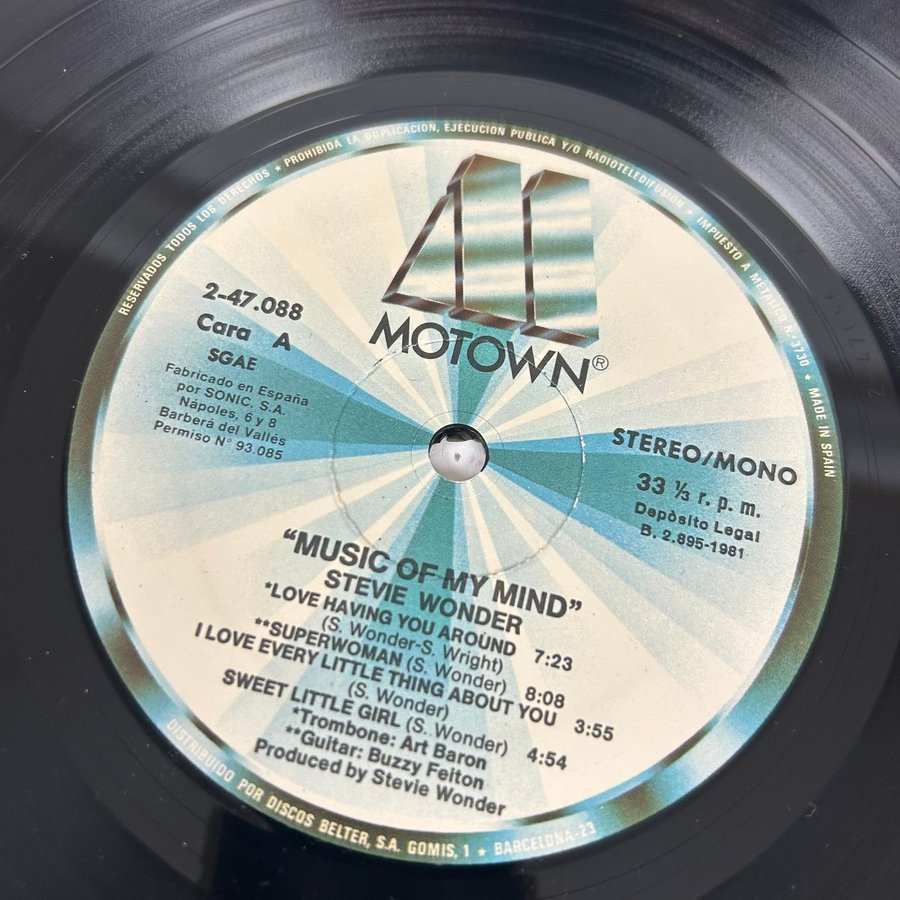 RESERVADOS TODOS LOS DERECHOS ★ PROHIBIDA LA DUPLICACION, EJECUCION PUBLICA Y/O RADIOTELEDIFUSION ★ IMPUESTO A METALICO N.º 3730 ★ MADE IN SPAIN
MOTOWN®
2-47.088
Cara A
SGAE
Fabricado en España
por SONIC, S.A.
Nápoles, 6 y 8
Barberá del Vallés
Permiso Nº 93.085
STEREO/MONO
33 ⅓ r. p. m.
Depòsito Legal
B. 2.895-1981
“MUSIC OF MY MIND”
STEVIE WONDER
*LOVE HAVING YOU AROUND 7:23
(S. Wonder-S. Wright)
**SUPERWOMAN (S. Wonder) 8:08
I LOVE EVERY LITTLE THING ABOUT YOU 3:55
(S. Wonder)
SWEET LITTLE GIRL (S. Wonder) 4:54
*Trombone: Art Baron
**Guitar: Buzzy Feiton
Produced by Stevie Wonder
DISTRIBUIDO POR DISCOS BELTER, S.A. GOMIS, 1 ★ BARCELONA-23